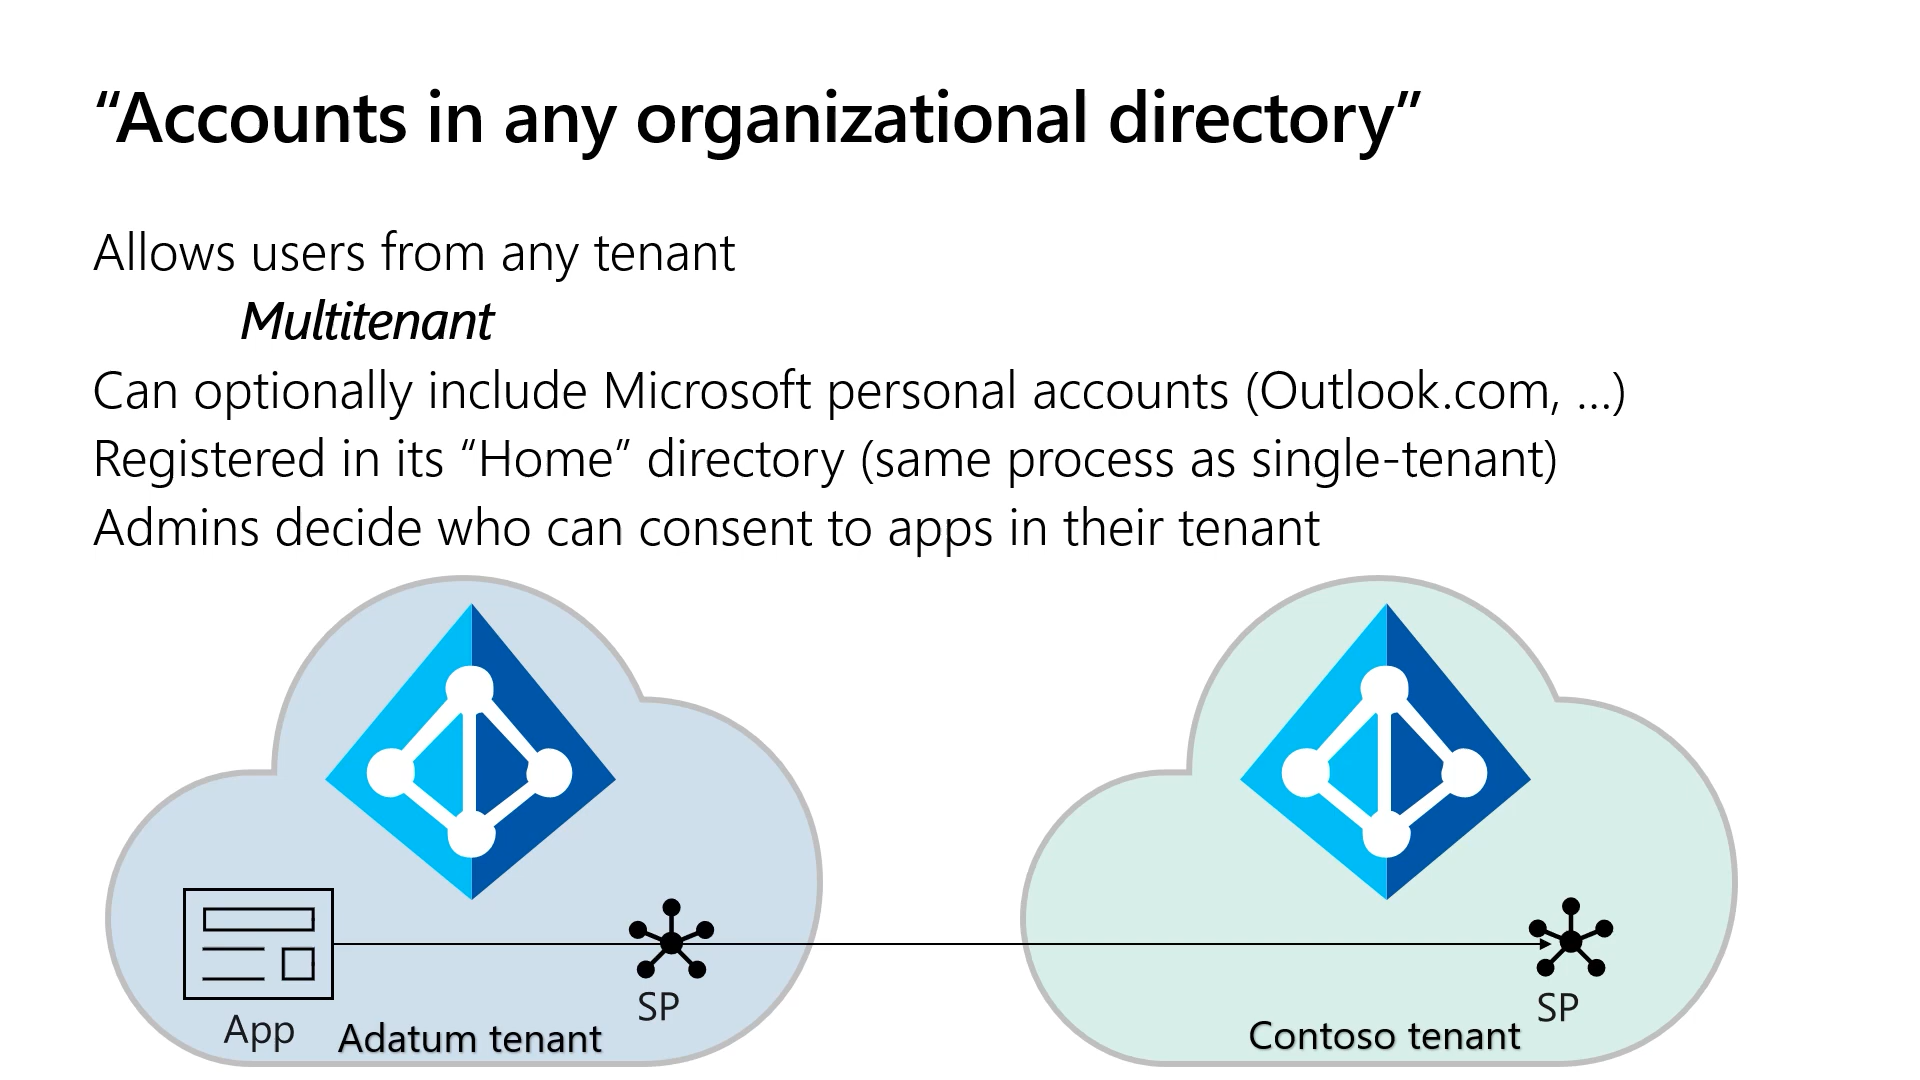 “Accounts in any organizational directory”
Allows users from any tenant
Multitenant
Can optionally include Microsoft personal accounts (Outlook.com, ...)
Registered in its “Home” directory (same process as single-tenant)
Admins decide who can consent to apps in their tenant
App
Adatum tenant
SP
Contoso tenant
SP